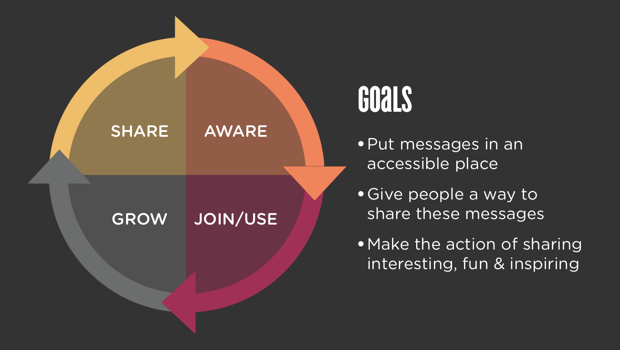 SHARE
AWARE
GROW
JOIN/USE
GOALS
• Put messages in an
accessible place
• Give people a way to
share these messages
• Make the action of sharing
interesting, fun & inspiring